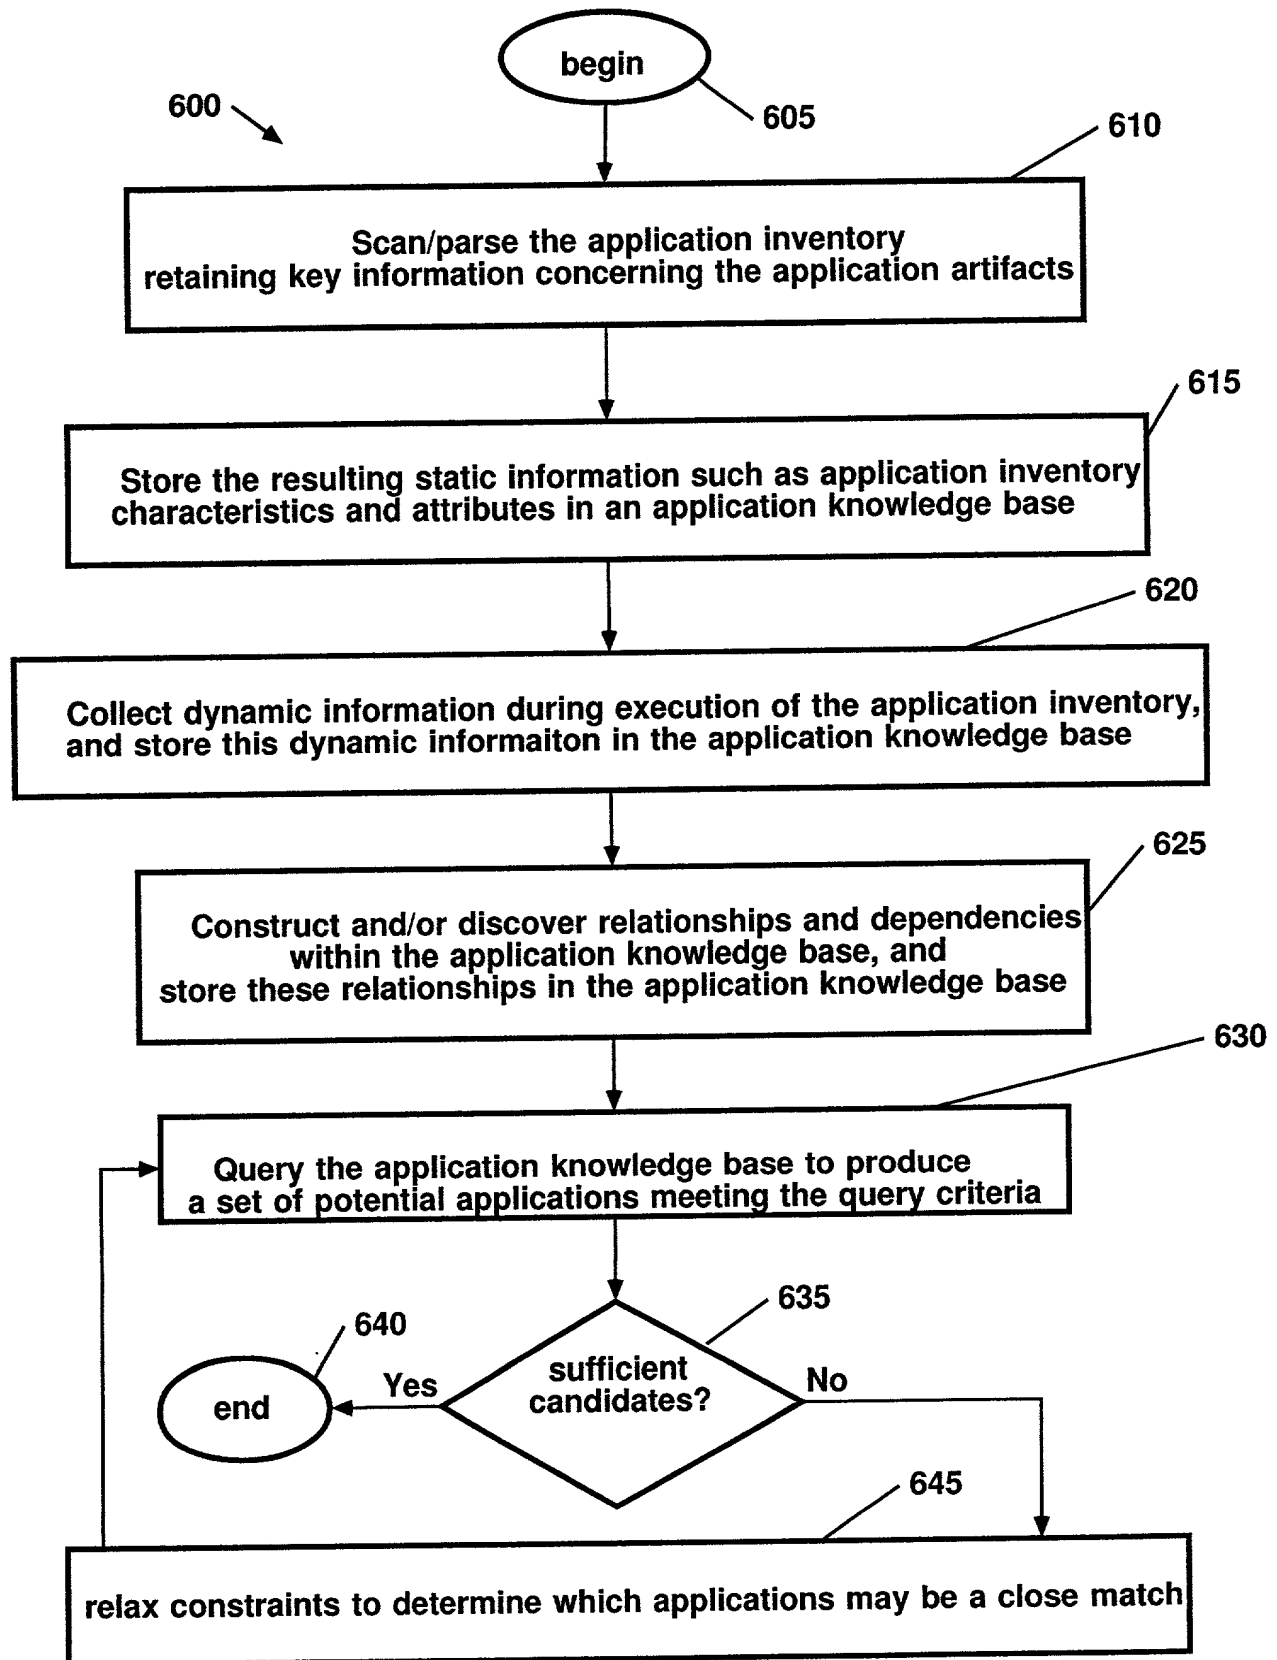 begin
600
605
610
Scan/parse the application inventory
retaining key information concerning the application artifacts
615
Store the resulting static information such as application inventory
characteristics and attributes in an application knowledge base
620
Collect dynamic information during execution of the application inventory,
and store this dynamic informaiton in the application knowledge base
625
Construct and/or discover relationships and dependencies
within the application knowledge base, and
store these relationships in the application knowledge base
630
Query the application knowledge base to produce
a set of potential applications meeting the query criteria
635
640
sufficient
candidates?
Yes
No
end
645
relax constraints to determine which applications may be a close match